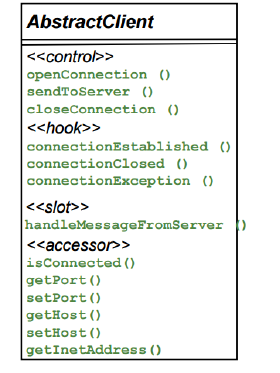 AbstractClient
<<control>>
openConnection ()
sendToServer ()
closeConnection ()
<<hook>>
connectionEstablished ()
connectionClosed ()
connectionException ()
<<slot>>
handleMessageFromServer ()
<<accessor>>
isConnected()
getPort()
setPort()
getHost()
setHost()
getInetAddress()